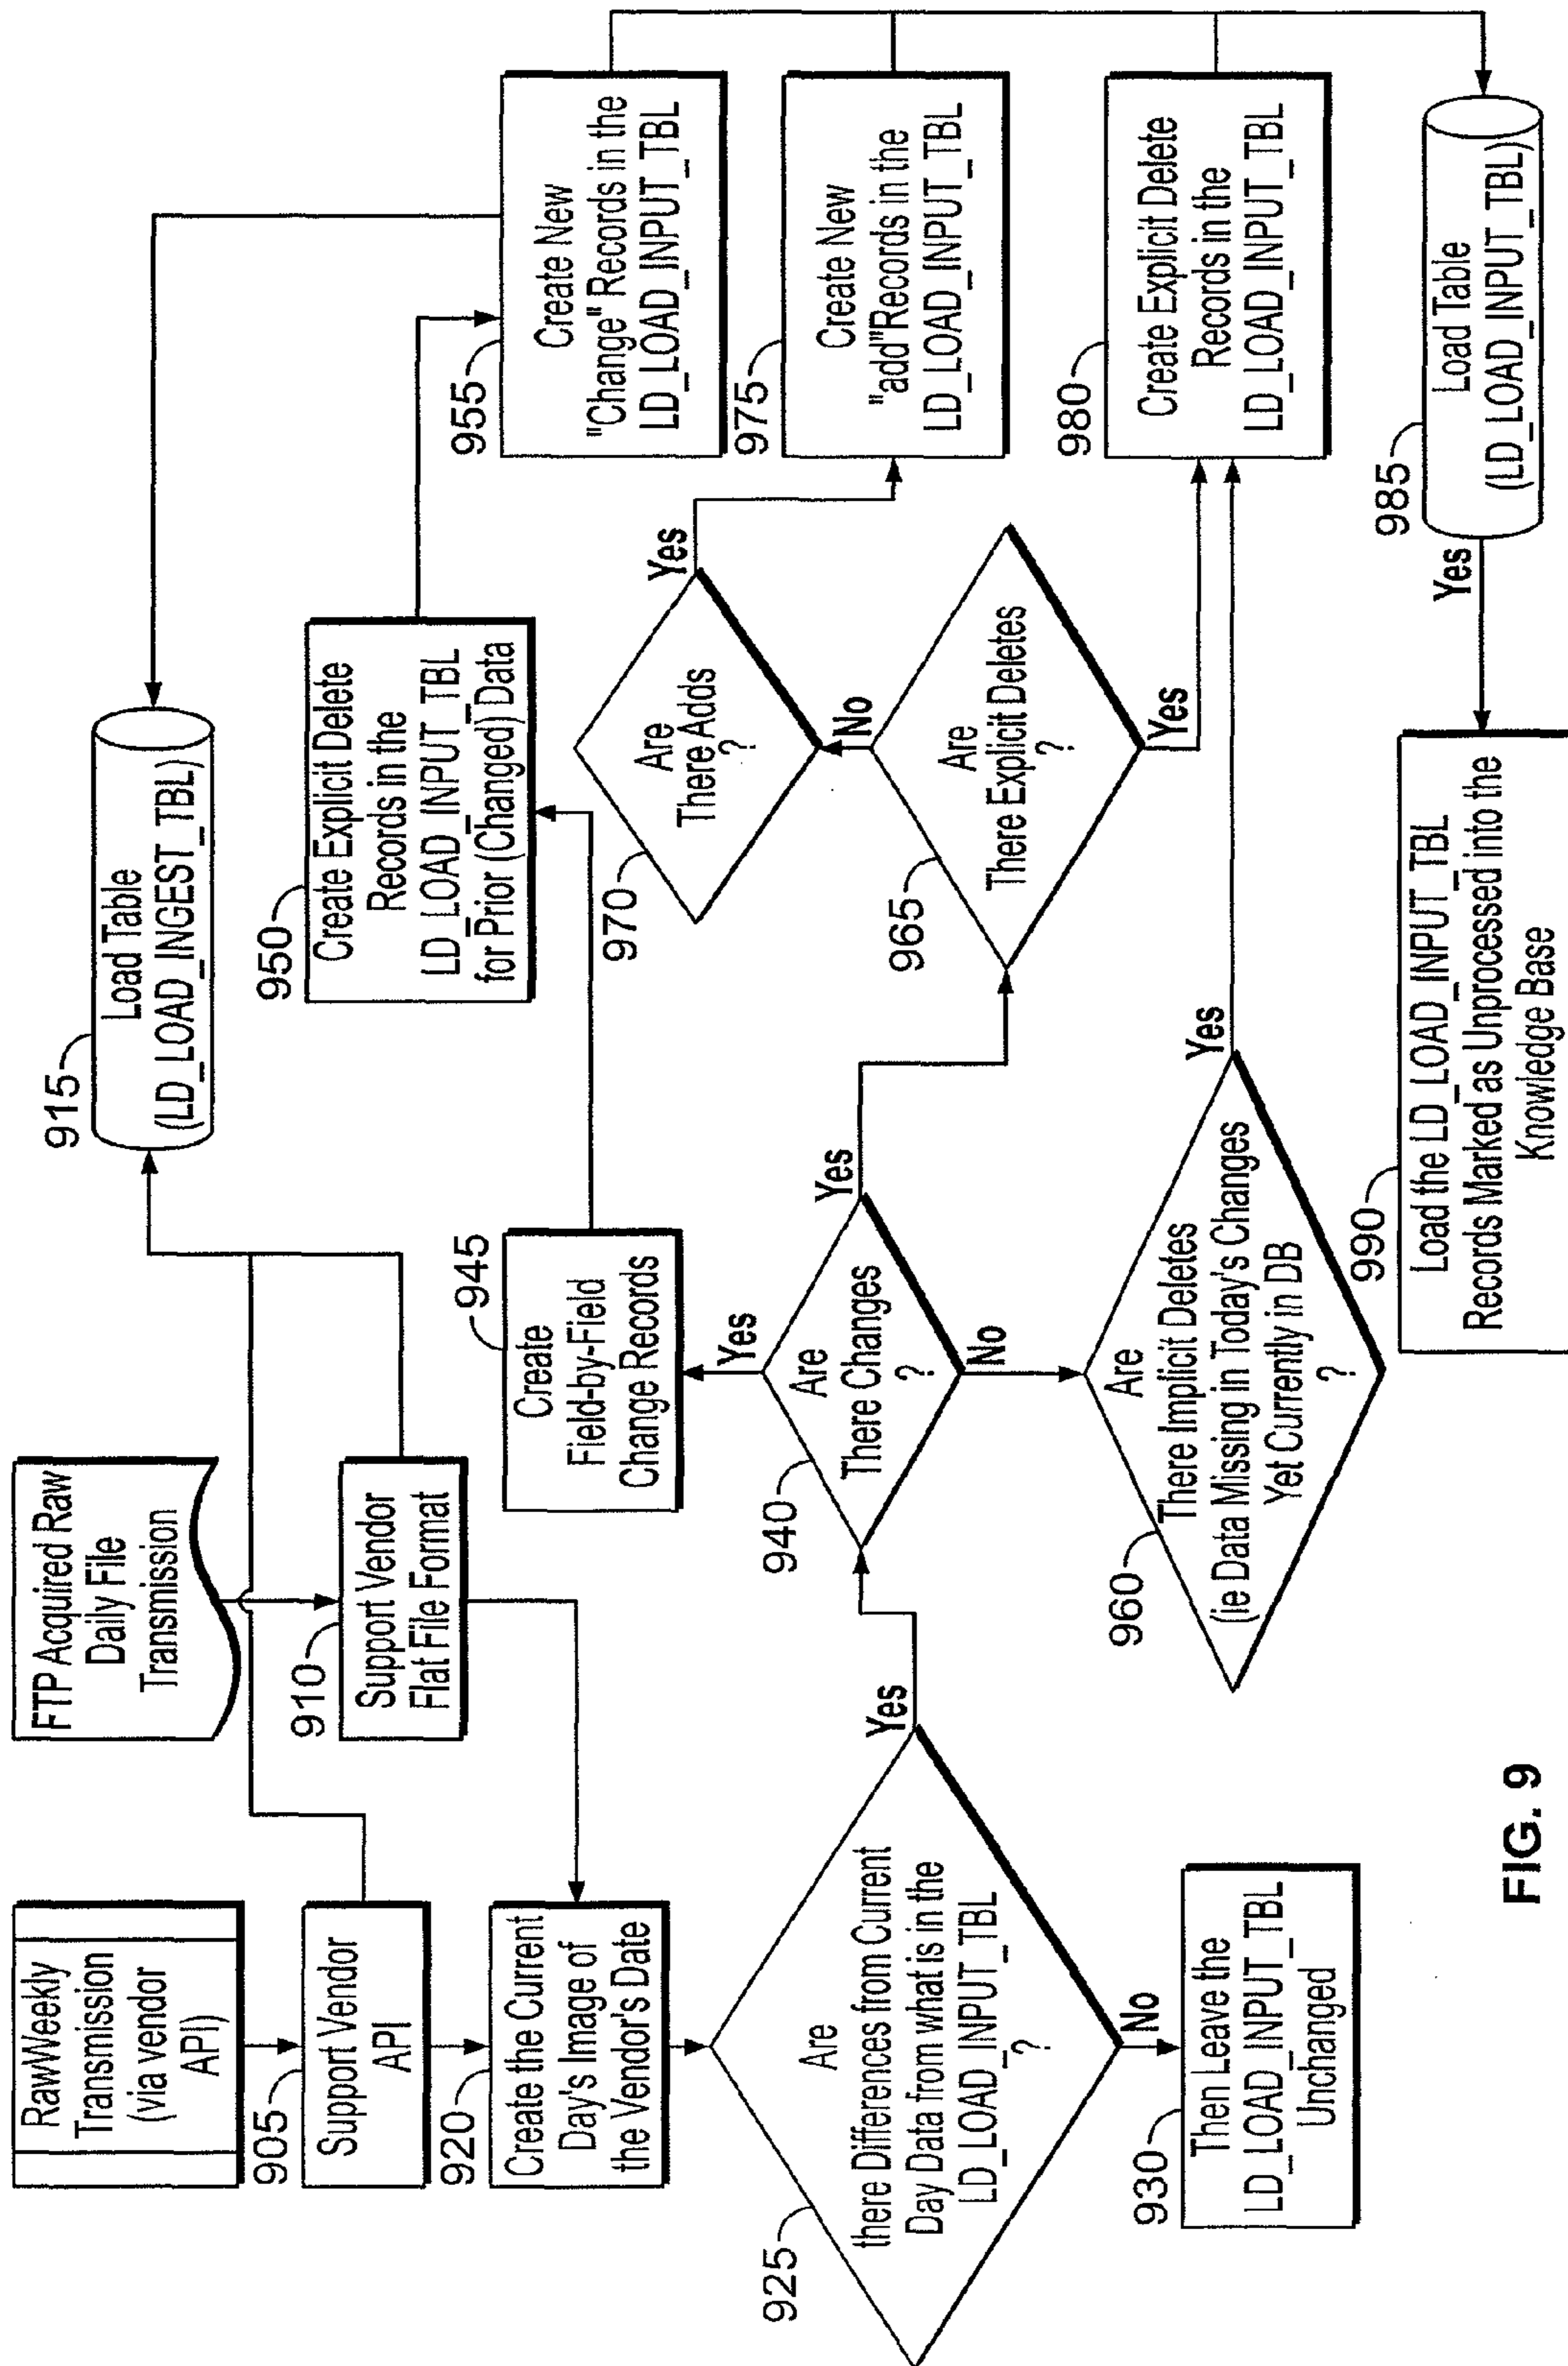 RawWeekly
Transmission
(via vendor
API)
905
Support Vendor
API
FTP Acquired Raw
Daily File
Transmission
910
Support Vendor
Flat File Format
915
Load Table
(LD_LOAD_INGEST_TBL)
920
Create the Current
Day's Image of
the Vendor's Date
925
Are
there Differences from Current
Day Data from what is in the
LD_LOAD_INPUT_TBL
?
Yes
No
930
Then Leave the
LD_LOAD_INPUT_TBL
Unchanged
940
Are
There Changes
?
Yes
Yes
No
945
Create
Field-by-Field
Change Records
950
Create Explicit Delete
Records in the
LD_LOAD_INPUT_TBL
for Prior (Changed) Data
955
Create New
"Change" Records in the
LD_LOAD_INPUT_TBL
960
Are
There Implicit Deletes
(ie Data Missing in Today's Changes
Yet Currently in DB
?
Yes
965
Are
There Explicit Deletes
?
No
Yes
970
Are
There Adds
?
Yes
975
Create New
"add"Records in the
LD_LOAD_INPUT_TBL
980
Create Explicit Delete
Records in the
LD_LOAD_INPUT_TBL
985
Load Table
(LD_LOAD_INPUT_TBL)
Yes
990
Load the LD_LOAD_INPUT_TBL
Records Marked as Unprocessed into the
Knowledge Base
FIG. 9